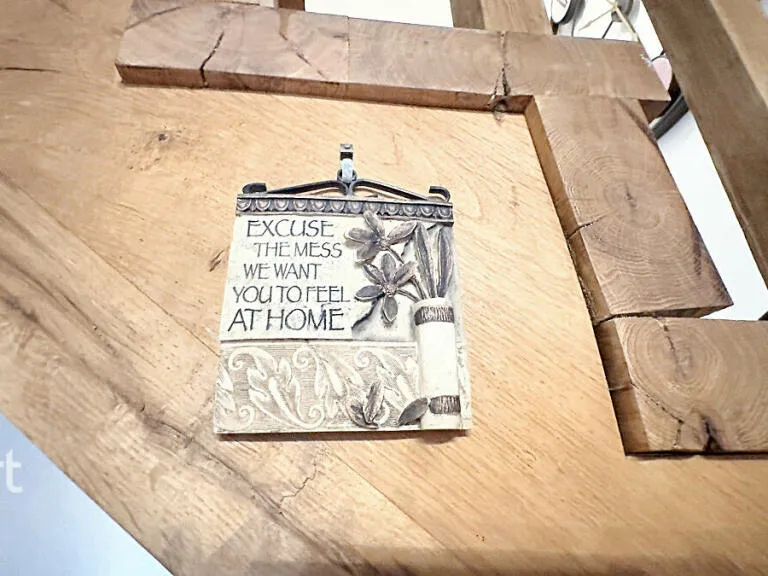 EXCUSE
THE MESS
WE WANT
YOU TO FEEL
AT HOME